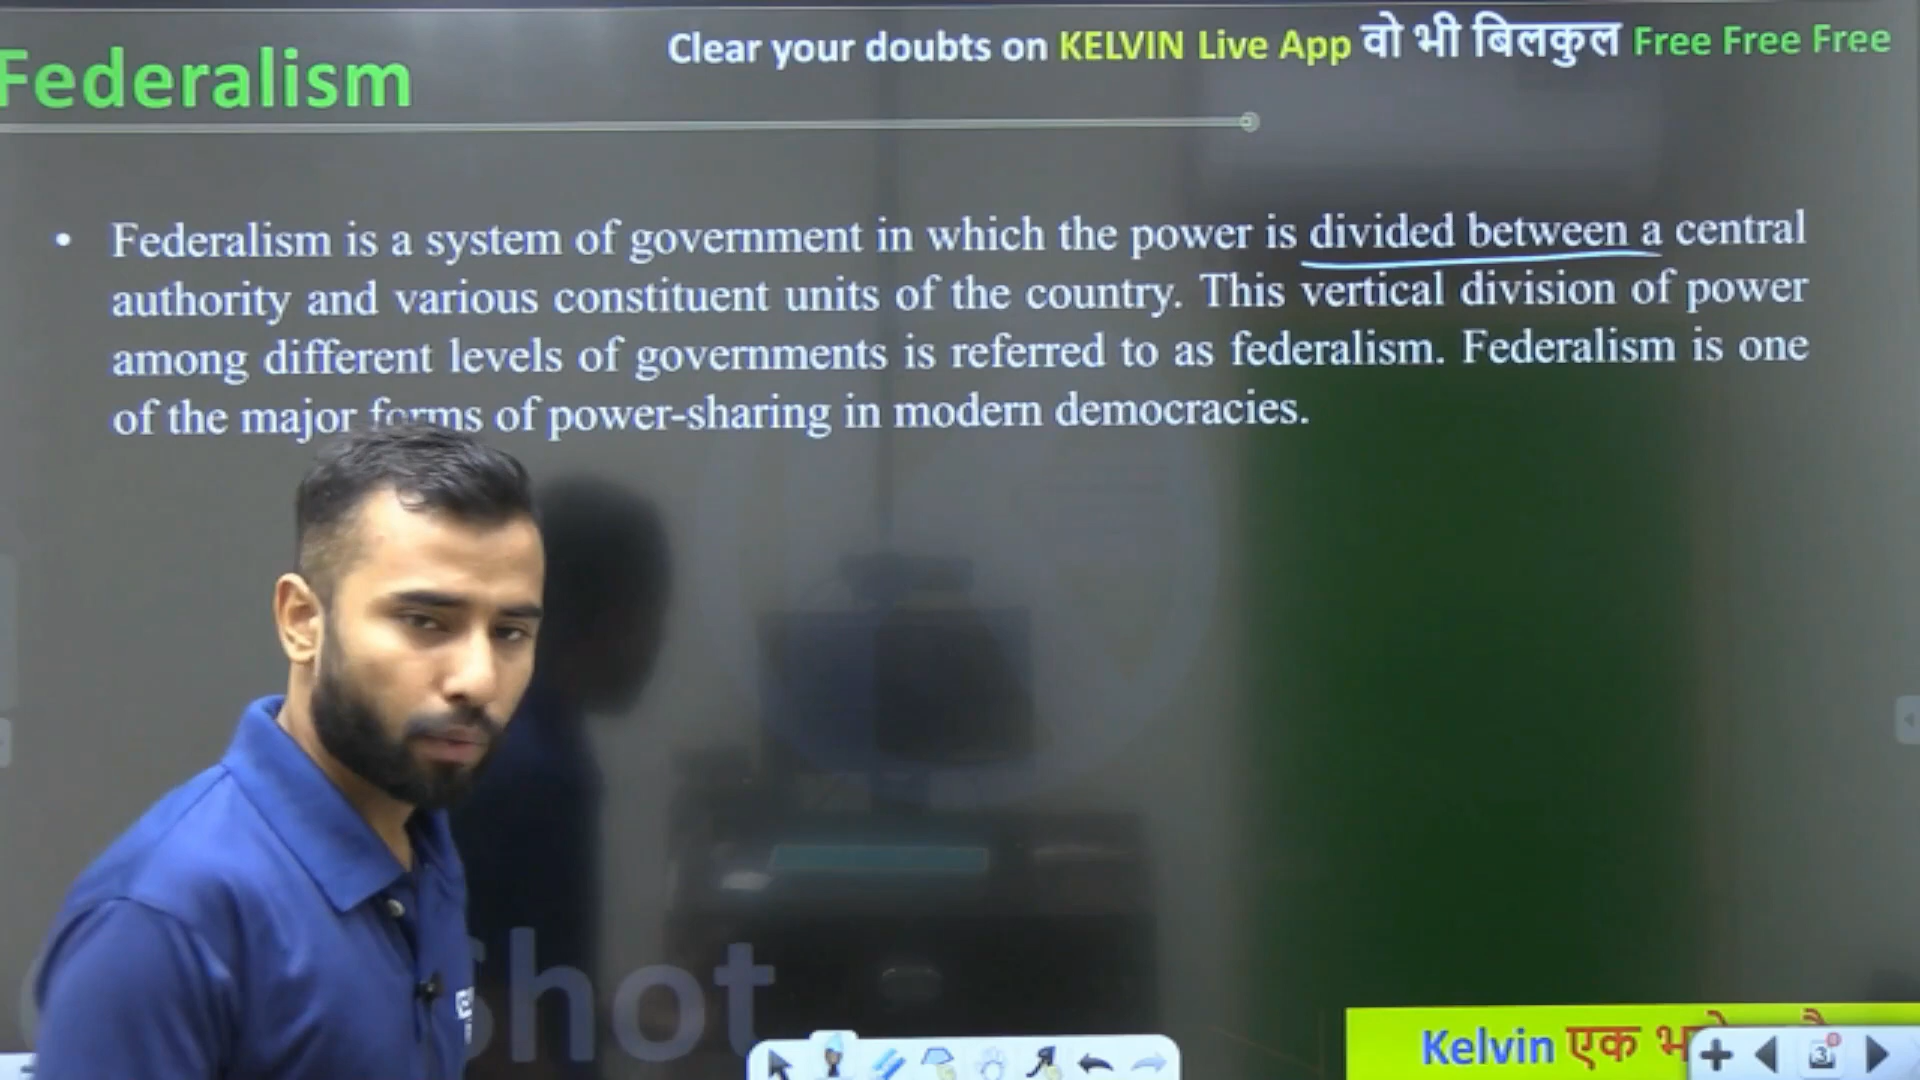 Clear your doubts on KELVIN Live App वो भी बिलकुल Free Free Free
Federalism
• Federalism is a system of government in which the power is divided between a central
authority and various constituent units of the country. This vertical division of power
among different levels of governments is referred to as federalism. Federalism is one
of the major forms of power-sharing in modern democracies.
Shot
Kelvin एक
3